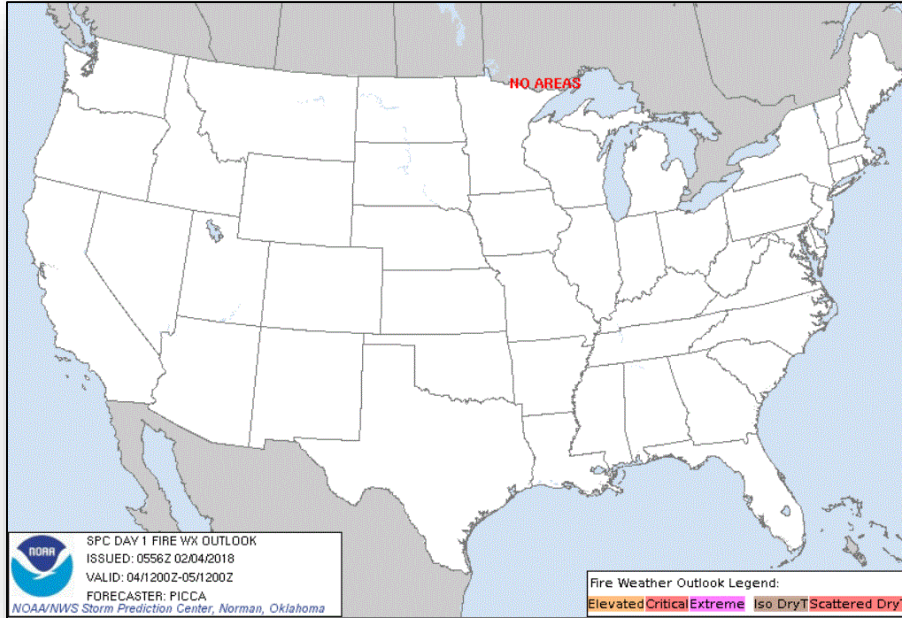 NO AREAS
NOAA
SPC DAY 1 FIRE WX OUTLOOK
ISSUED: 0556Z 02/04/2018
VALID: 04/1200Z-05/1200Z
FORECASTER: PICCA
NOAA/NWS Storm Prediction Center, Norman, Oklahoma
Fire Weather Outlook Legend:
Elevated Critical Extreme Iso DryT Scattered DryT